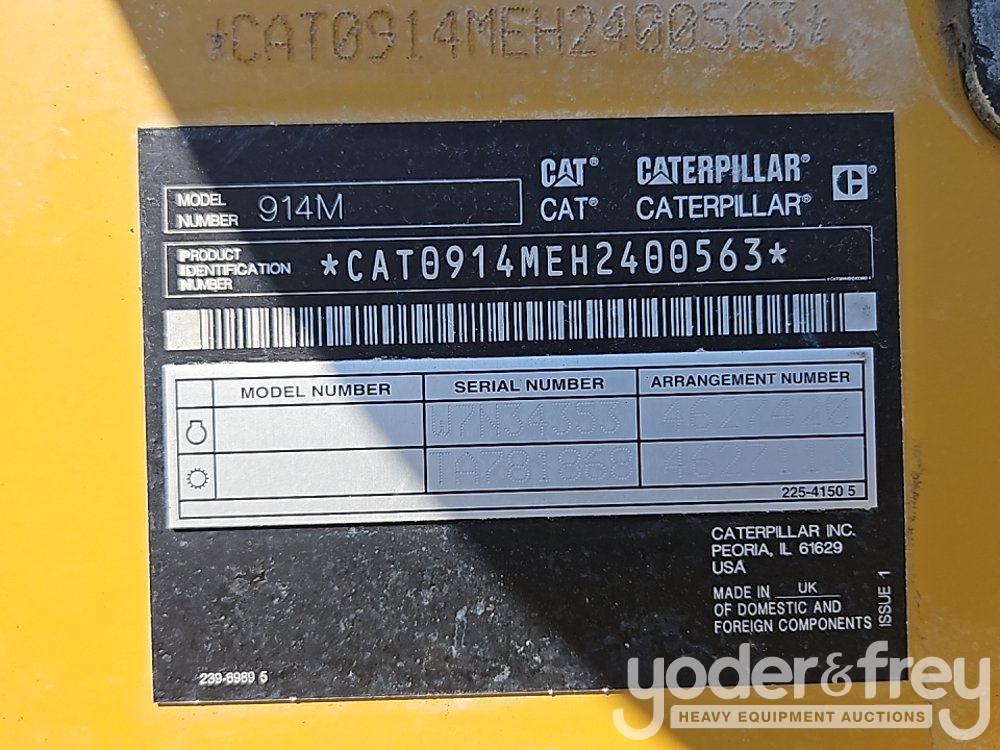 *CAT0914MEH2400563*
CAT® CATERPILLAR®
CAT® CATERPILLAR®
MODEL NUMBER 914M
PRODUCT IDENTIFICATION NUMBER *CAT0914MEH2400563*
MODEL NUMBER SERIAL NUMBER ARRANGEMENT NUMBER
W7N34353
TA781868
225-4150 5
CATERPILLAR INC.
PEORIA, IL 61629
USA
MADE IN UK
OF DOMESTIC AND
FOREIGN COMPONENTS
ISSUE 1
239-6969 5
yoder&frey
HEAVY EQUIPMENT AUCTIONS